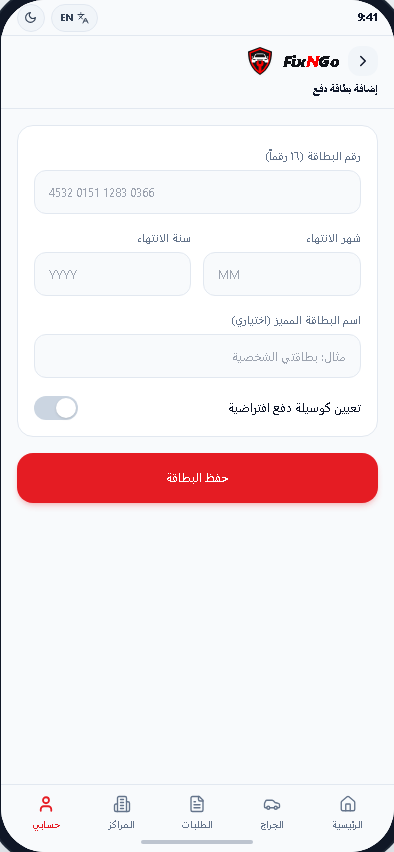 9:41
EN
FixNGo
إضافة بطاقة دفع
رقم البطاقة (١٦ رقماً)
4532 0151 1283 0366
شهر الانتهاء
سنة الانتهاء
MM
YYYY
اسم البطاقة المميز (اختياري)
مثال: بطاقتي الشخصية
تعيين كوسيلة دفع افتراضية
حفظ البطاقة
الرئيسية
الجراج
الطلبات
المراكز
حسابي